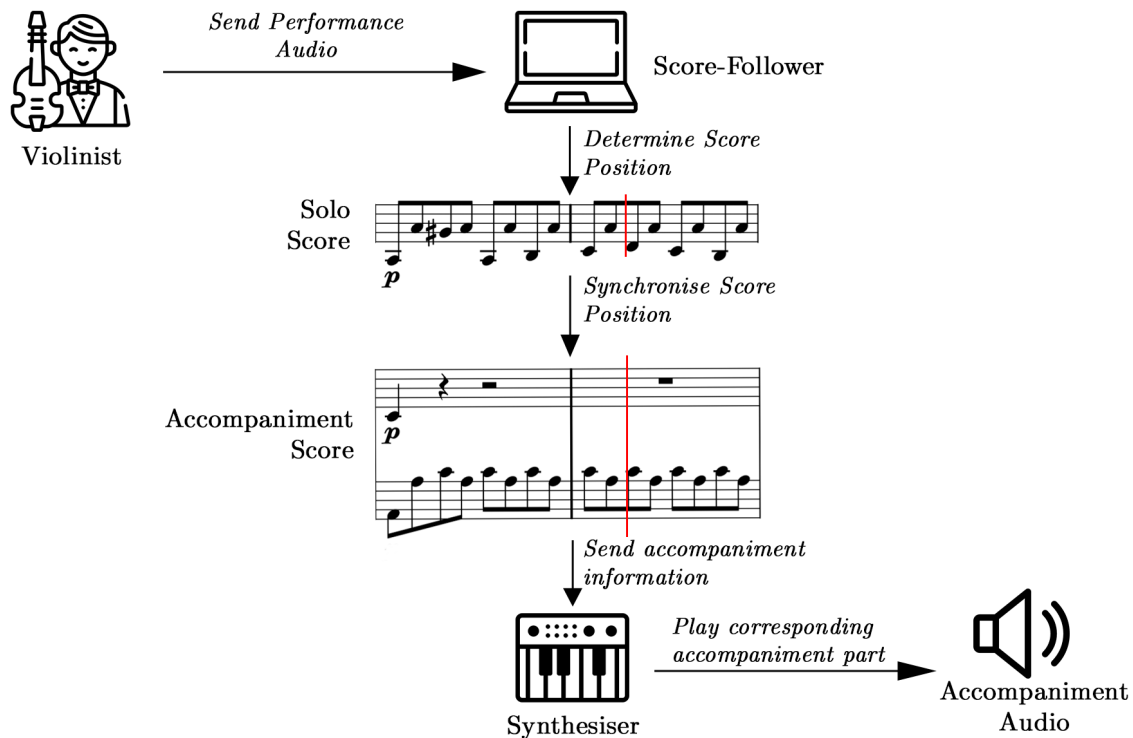 Send Performance
Audio
Score-Follower
Violinist
Determine Score
Position
Solo
Score
p
Synchronise Score
Position
Accompaniment
Score
p
Send accompaniment
information
Play corresponding
accompaniment part
Synthesiser
Accompaniment
Audio